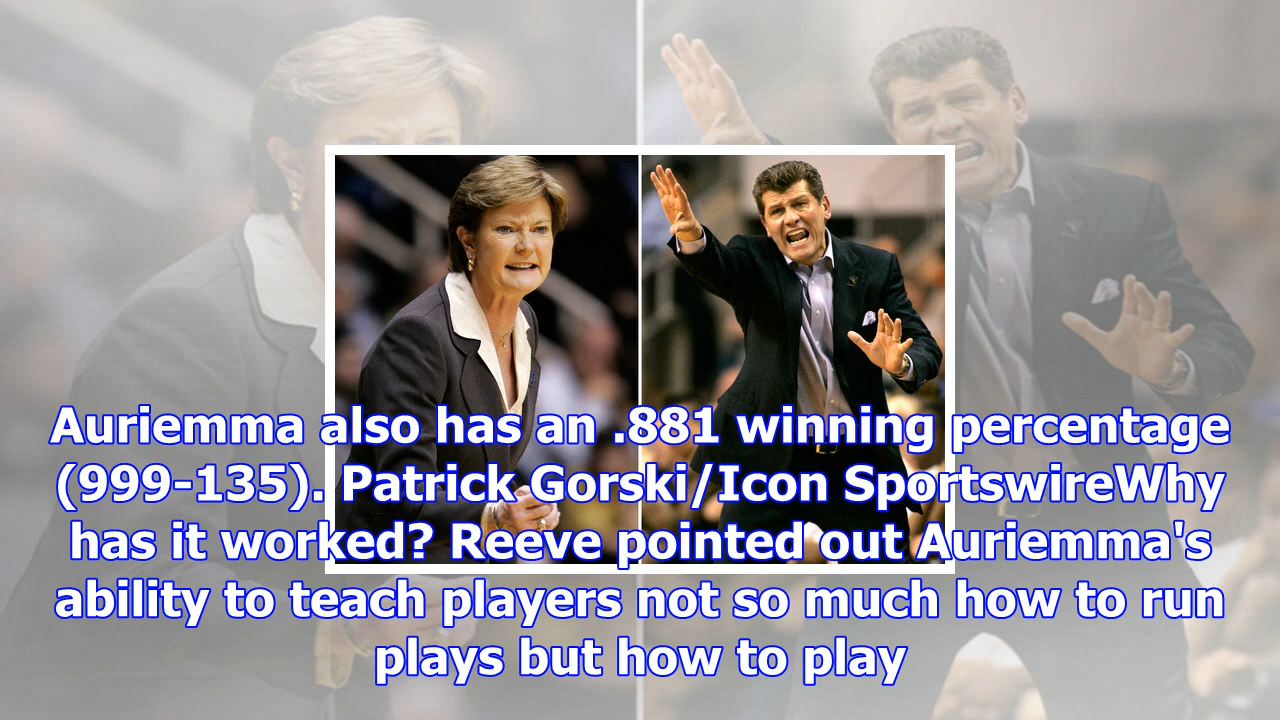 Auriemma also has an .881 winning percentage
(999-135). Patrick Gorski/Icon SportswireWhy
has it worked? Reeve pointed out Auriemma's
ability to teach players not so much how to run
plays but how to play